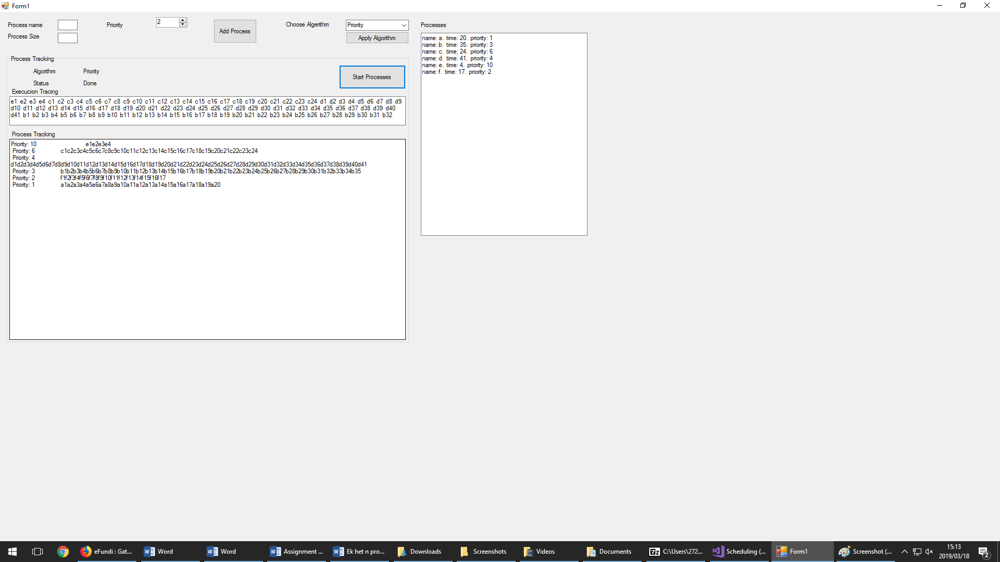 Form1
Process name
Priority
2
Add Process
Choose Algorithm
Priority
Process Size
Apply Algorithm
Processes
name: a. time: 20. priority: 1
name: b. time: 35. priority: 3
name: c. time: 24. priority: 6
name: d. time: 41. priority: 4
name: e. time: 4. priority: 10
name: f. time: 17. priority: 2
Process Tracking
Algorithm Priority
Status Done
Start Processes
Execucion Tracing
e1 e2 e3 e4 c1 c2 c3 c4 c5 c6 c7 c8 c9 c10 c11 c12 c13 c14 c15 c16 c17 c18 c19 c20 c21 c22 c23 c24 d1 d2 d3 d4 d5 d6 d7 d8 d9
d10 d11 d12 d13 d14 d15 d16 d17 d18 d19 d20 d21 d22 d23 d24 d25 d26 d27 d28 d29 d30 d31 d32 d33 d34 d35 d36 d37 d38 d39 d40
d41 b1 b2 b3 b4 b5 b6 b7 b8 b9 b10 b11 b12 b13 b14 b15 b16 b17 b18 b19 b20 b21 b22 b23 b24 b25 b26 b27 b28 b29 b30 b31 b32
Process Tracking
Priority: 10 e1e2e3e4
Priority: 6 c1c2c3c4c5c6c7c8c9c10c11c12c13c14c15c16c17c18c19c20c21c22c23c24
Priority: 4
d1d2d3d4d5d6d7d8d9d10d11d12d13d14d15d16d17d18d19d20d21d22d23d24d25d26d27d28d29d30d31d32d33d34d35d36d37d38d39d40d41
Priority: 3 b1b2b3b4b5b6b7b8b9b10b11b12b13b14b15b16b17b18b19b20b21b22b23b24b25b26b27b28b29b30b31b32b33b34b35
Priority: 2 f1f2f3f4f5f6f7f8f9f10f11f12f13f14f15f16f17
Priority: 1 a1a2a3a4a5a6a7a8a9a10a11a12a13a14a15a16a17a18a19a20
eFundi : Gat...
Word
Word
Assignment ...
Ek het n pro...
Downloads
Screenshots
Videos
Documents
7z
C:\Users\272...
Scheduling (...
Form1
Screenshot (...
15:13
2019/03/18
2